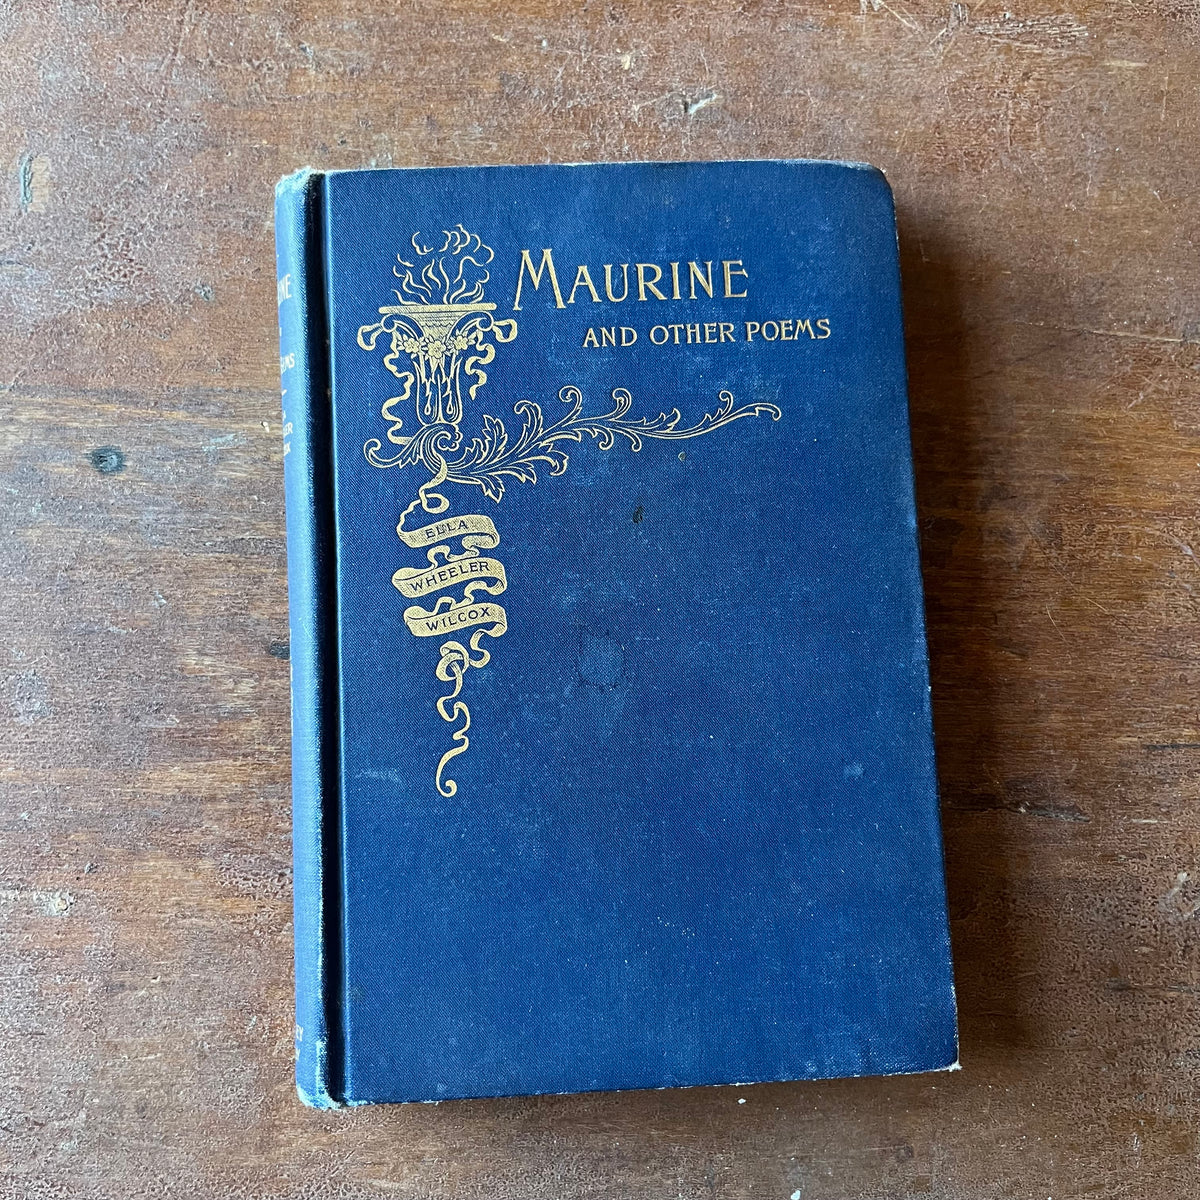 MAURINE
AND OTHER POEMS
ELLA
WHEELER
WILCOX